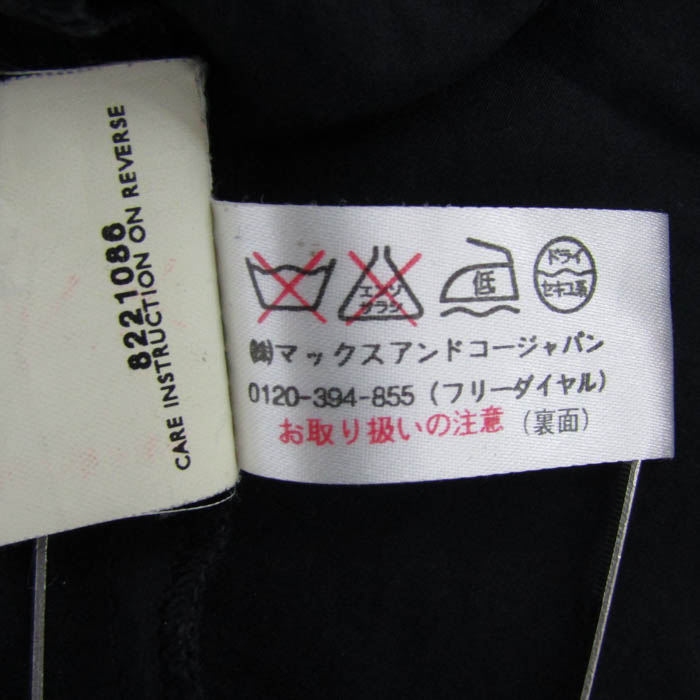 8221086
CARE INSTRUCTION ON REVERSE
エンソ
サラシ
低
ドライ
セキユ系
㈱マックスアンドコージャパン
0120-394-855 (フリーダイヤル)
お取り扱いの注意 (裏面)